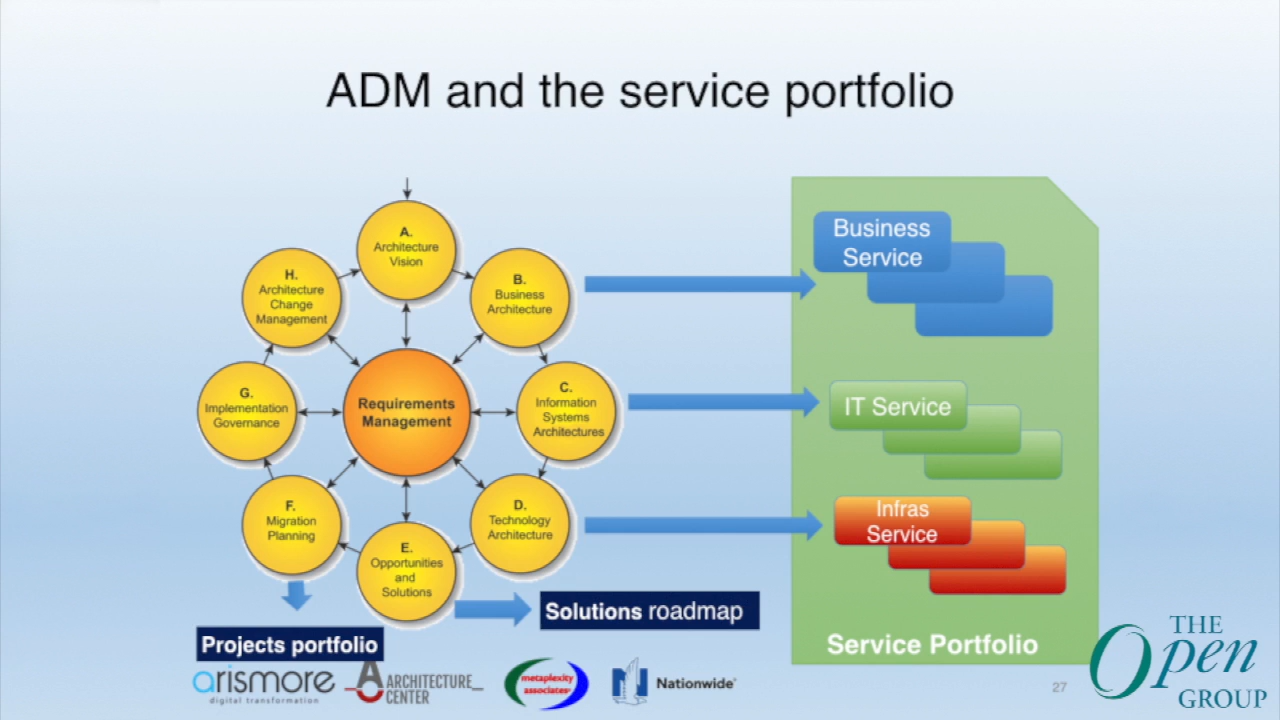 ADM and the service portfolio
A.
Architecture
Vision
B.
Business
Architecture
C.
Information
Systems
Architectures
D.
Technology
Architecture
E.
Opportunities
and
Solutions
F.
Migration
Planning
G.
Implementation
Governance
H.
Architecture
Change
Management
Requirements
Management
Business
Service
IT Service
Infras
Service
Service Portfolio
Solutions roadmap
Projects portfolio
arismore
digital transformation
ARCHITECTURE_
CENTER
metaplexity
associates
Nationwide®
27
THE
Open
GROUP